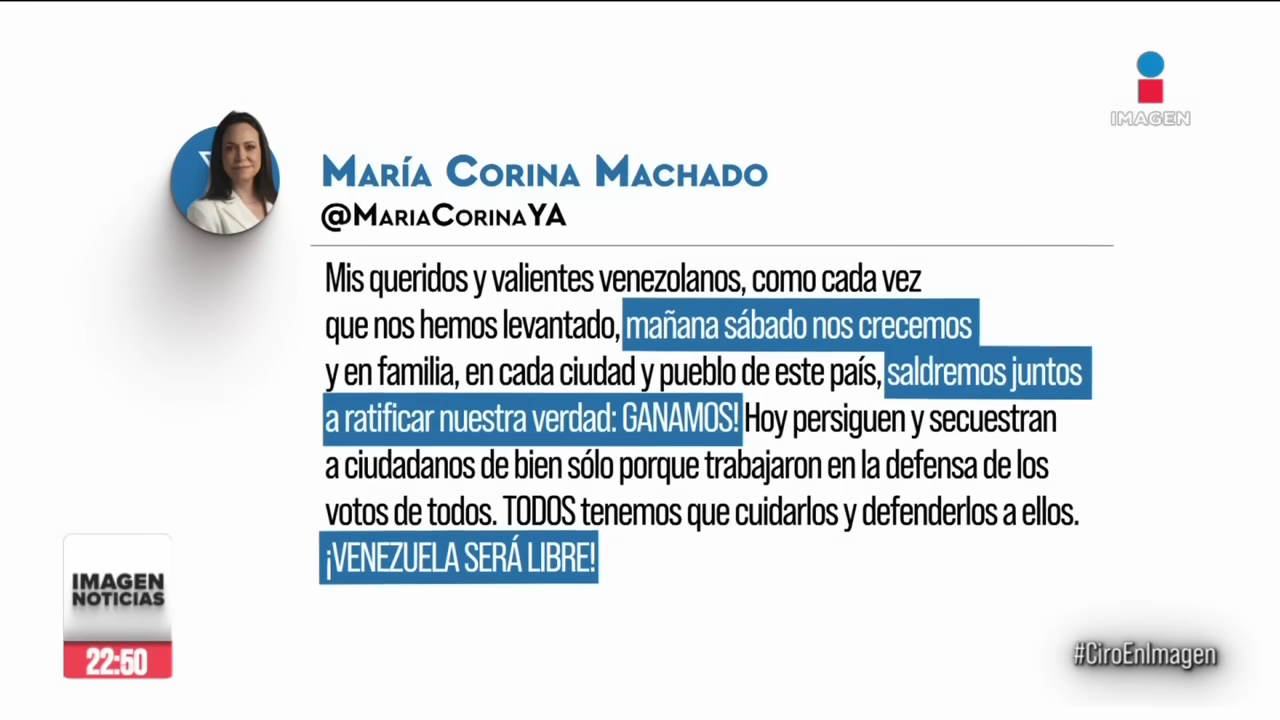 IMAGEN
María Corina Machado
@MariaCorinaYA
Mis queridos y valientes venezolanos, como cada vez
que nos hemos levantado, mañana sábado nos crecemos
y en familia, en cada ciudad y pueblo de este país, saldremos juntos
a ratificar nuestra verdad: GANAMOS! Hoy persiguen y secuestran
a ciudadanos de bien sólo porque trabajaron en la defensa de los
votos de todos. TODOS tenemos que cuidarlos y defenderlos a ellos.
¡VENEZUELA SERÁ LIBRE!
IMAGEN
NOTICIAS
22:50
#CiroEnImagen